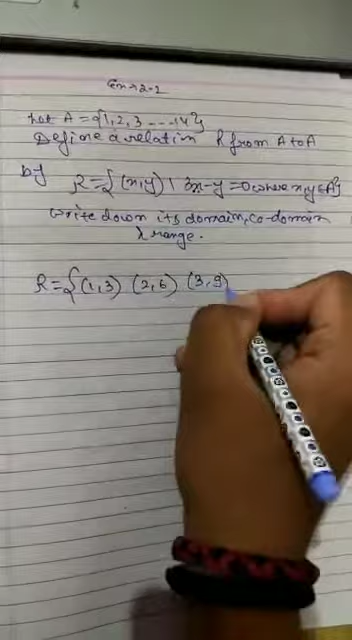 Ex → 2.2
Let A = {1, 2, 3 ---14}
Define a relation R from A to A
by R = {(x,y) | 3x-y =0 where x,y ∈ A}
write down its domain, co-domain
& range.
R = {(1,3) (2,6) (3,9)